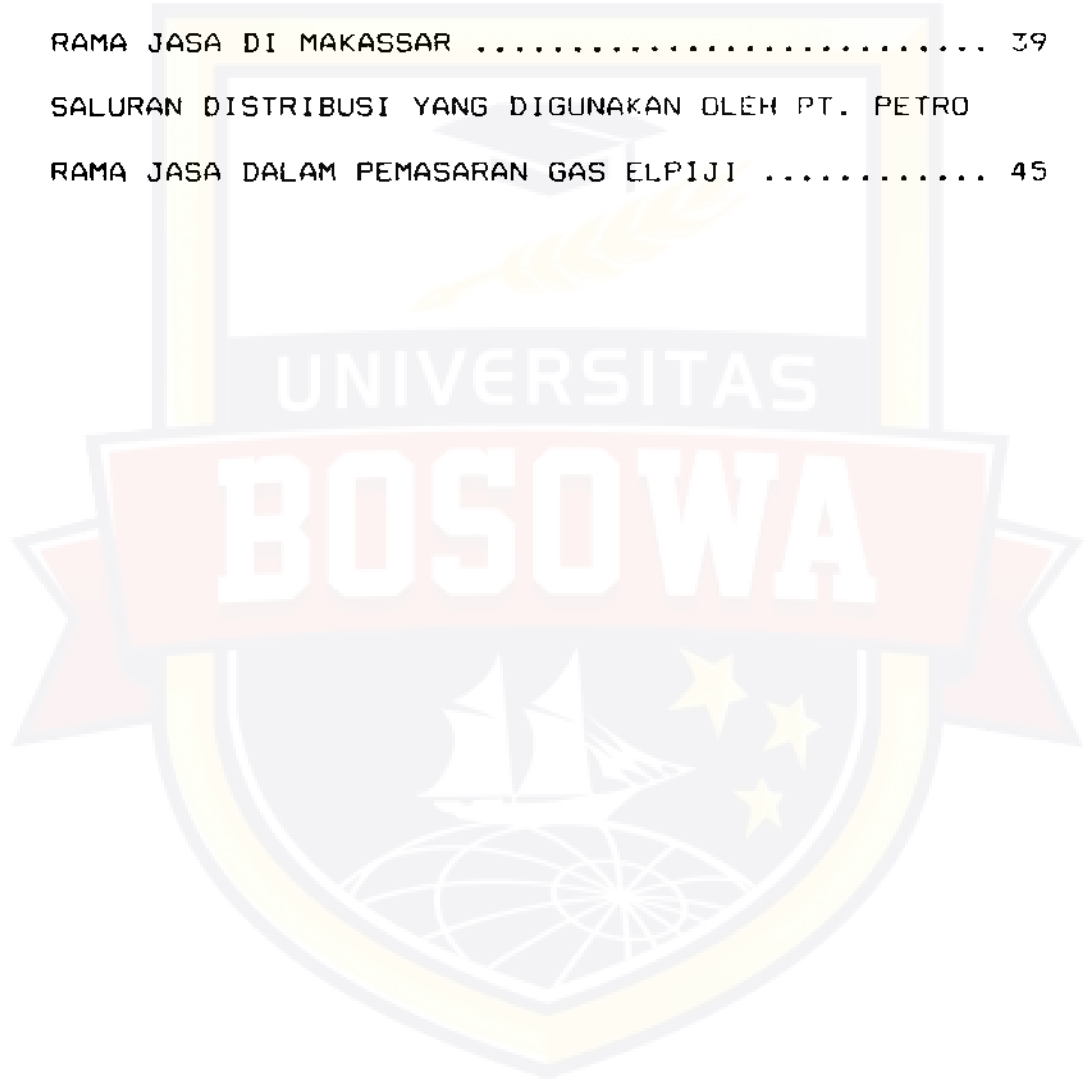 RAMA JASA DI MAKASSAR ........................... 39
SALURAN DISTRIBUSI YANG DIGUNAKAN OLEH PT. PETRO
RAMA JASA DALAM PEMASARAN GAS ELPIJI ............ 45
UNIVERSITAS
BOSOWA